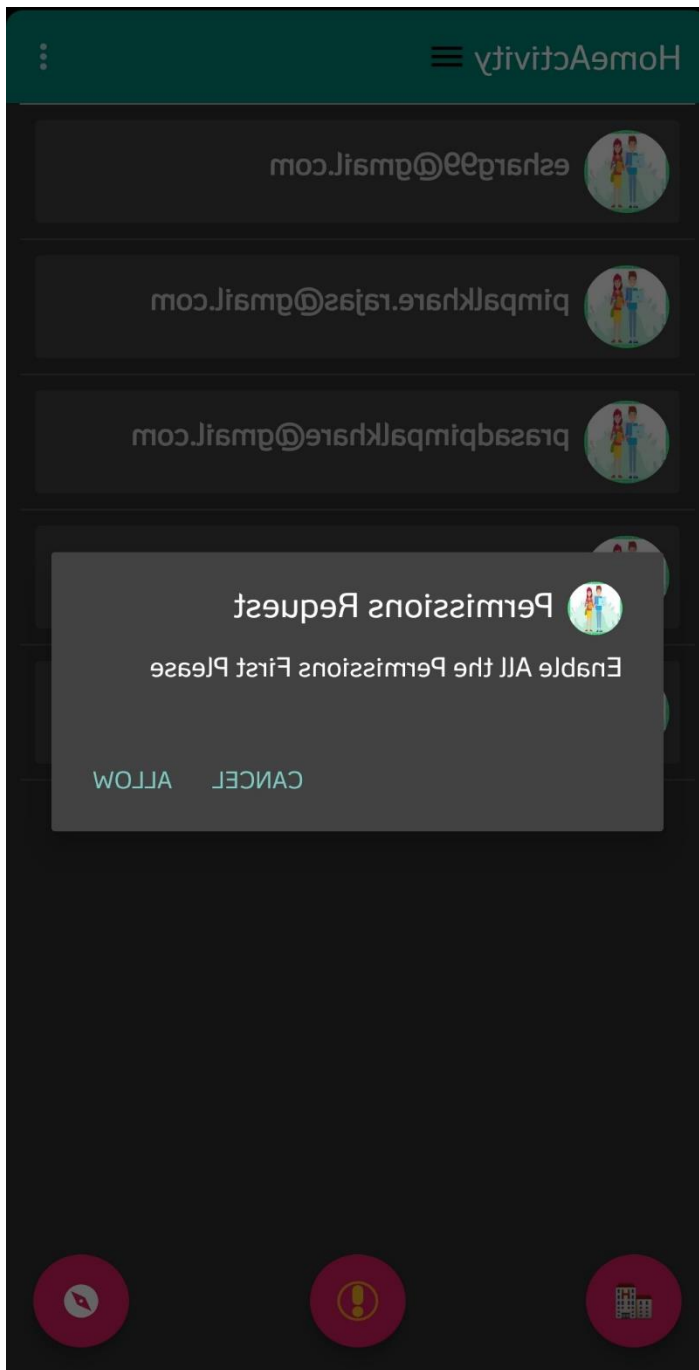 HomeActivity
esharg99@gmail.com
pimpalkhare.rajas@gmail.com
prasadpimpalkhare@gmail.com
Permissions Request
Enable All the Permissions First Please
CANCEL ALLOW